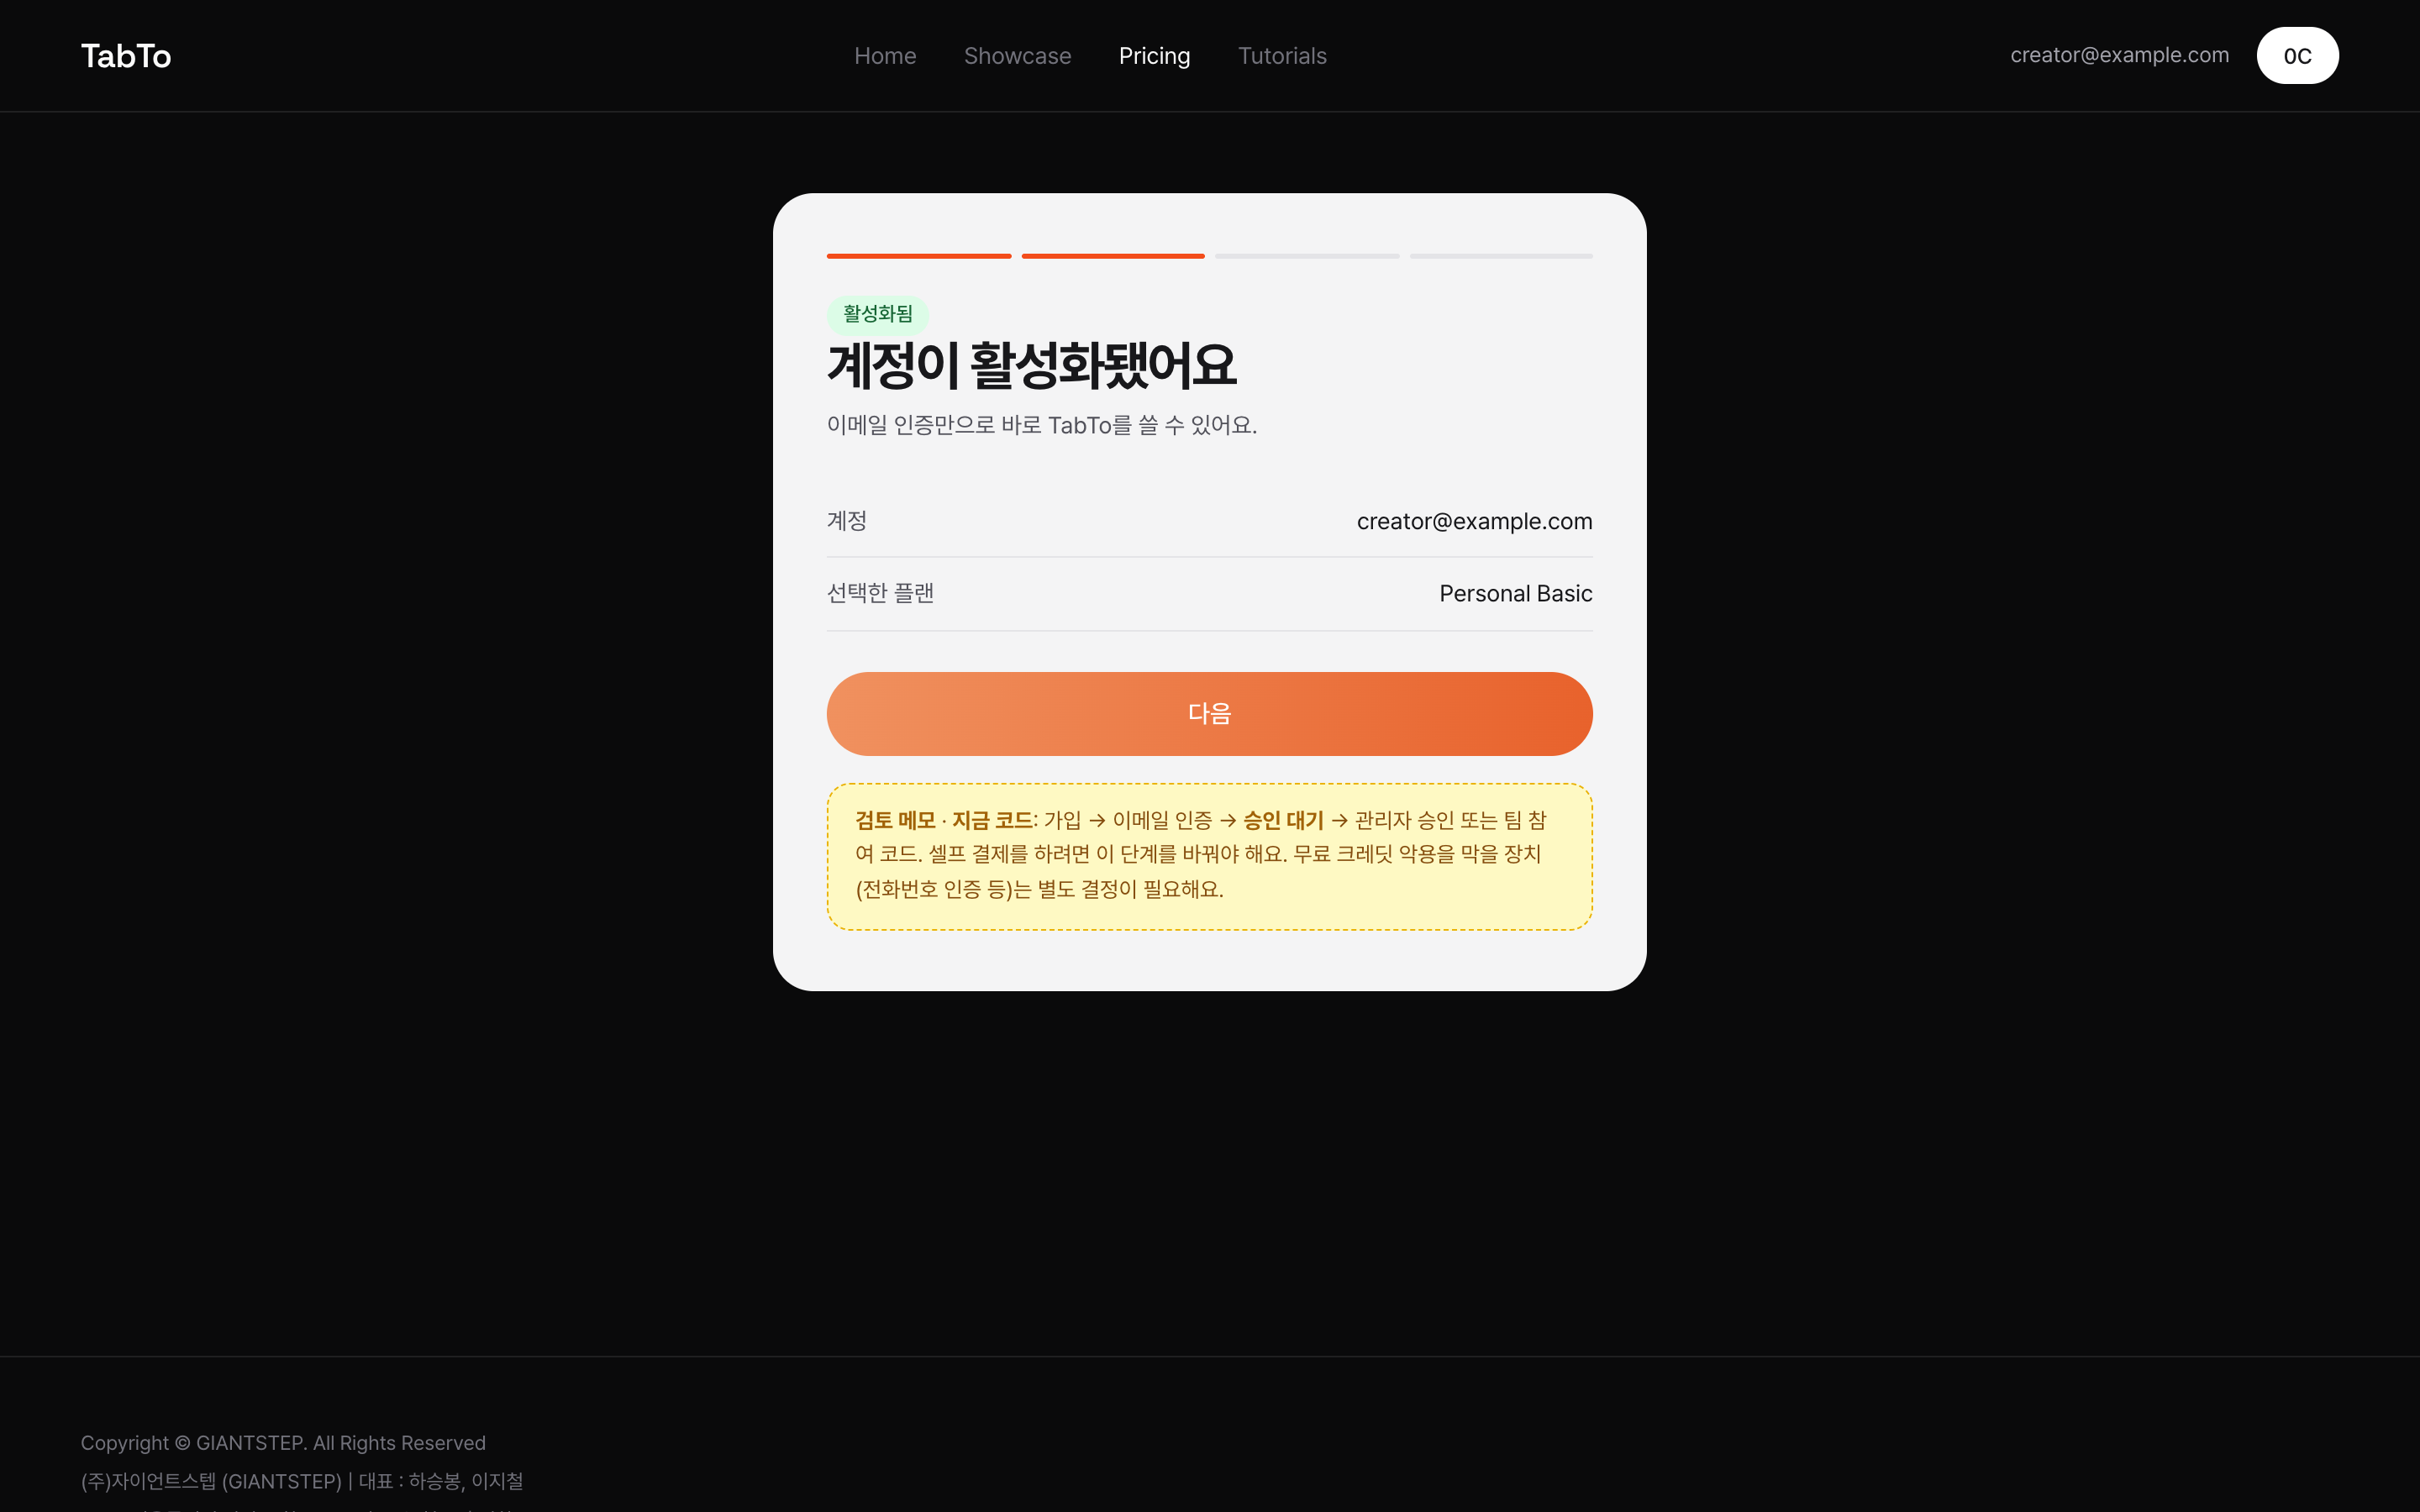 TabTo
Home
Showcase
Pricing
Tutorials
creator@example.com
0C
활성화됨
계정이 활성화됐어요
이메일 인증만으로 바로 TabTo를 쓸 수 있어요.
계정
creator@example.com
선택한 플랜
Personal Basic
다음
검토 메모 · 지금 코드: 가입 → 이메일 인증 → 승인 대기 → 관리자 승인 또는 팀 참
여 코드. 셀프 결제를 하려면 이 단계를 바꿔야 해요. 무료 크레딧 악용을 막을 장치
(전화번호 인증 등)는 별도 결정이 필요해요.
Copyright © GIANTSTEP. All Rights Reserved
(주)자이언트스텝 (GIANTSTEP) | 대표 : 하승봉, 이지철